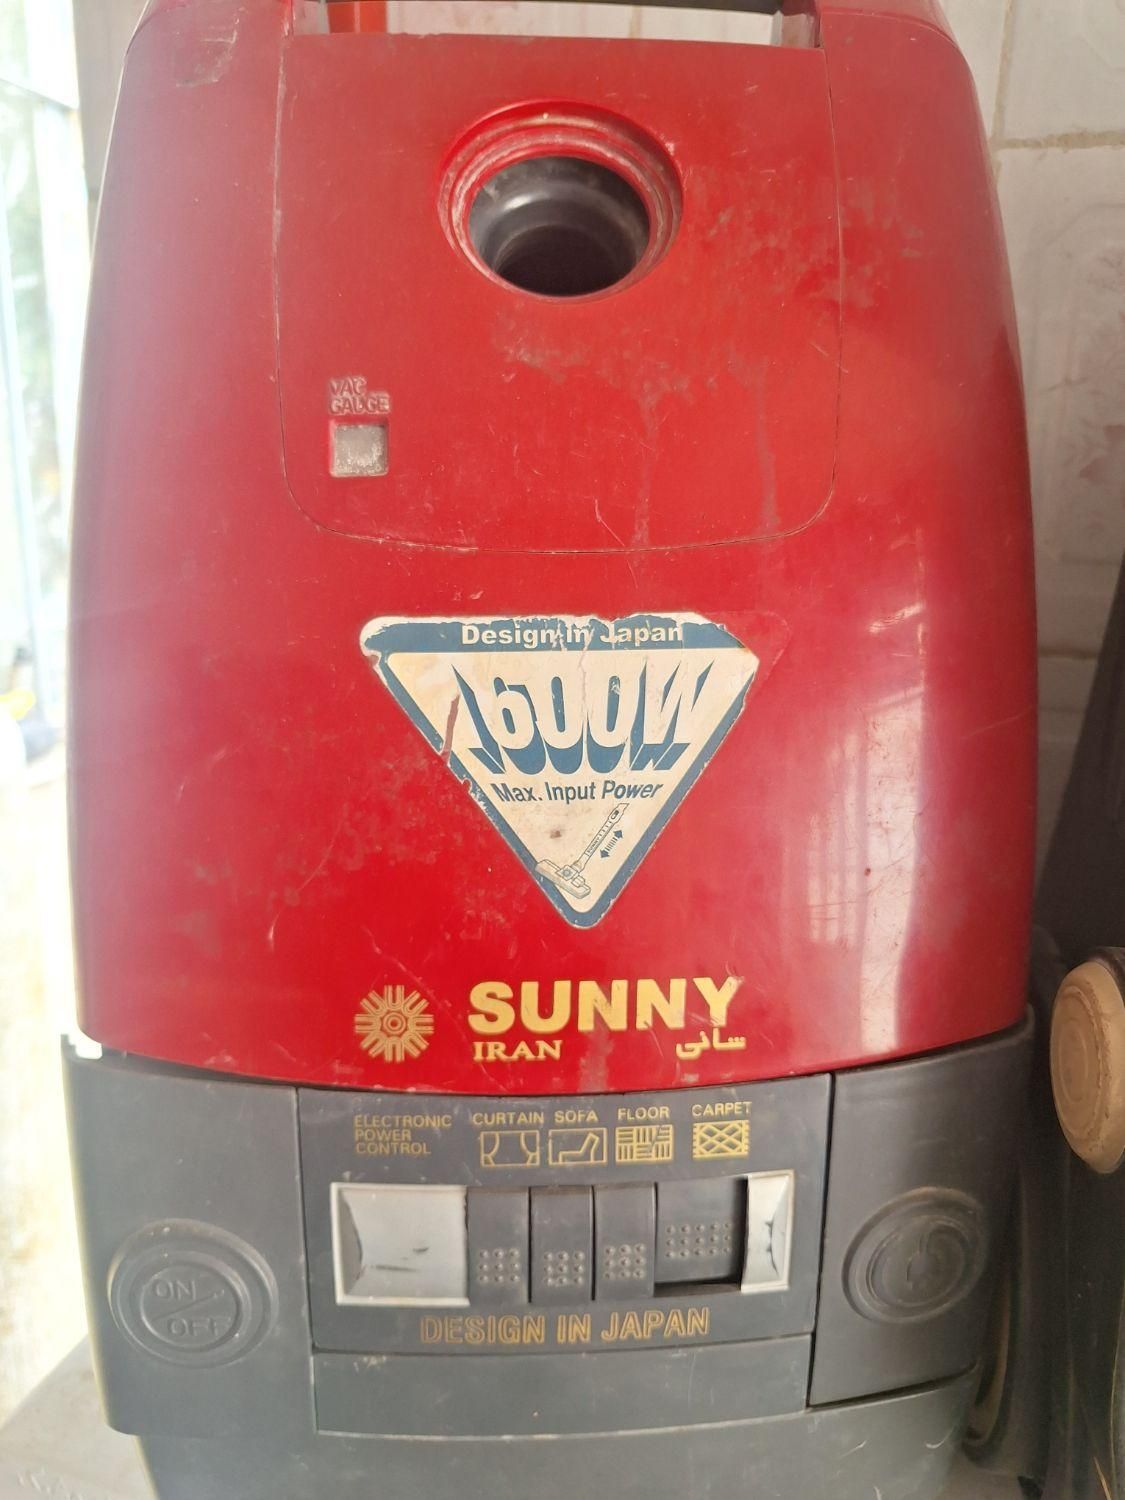 VAC
GAUGE
Design In Japan
1600W
Max. Input Power
SUNNY
IRAN سانی
ELECTRONIC
POWER
CONTROL
CURTAIN SOFA FLOOR CARPET
ON
OFF
DESIGN IN JAPAN